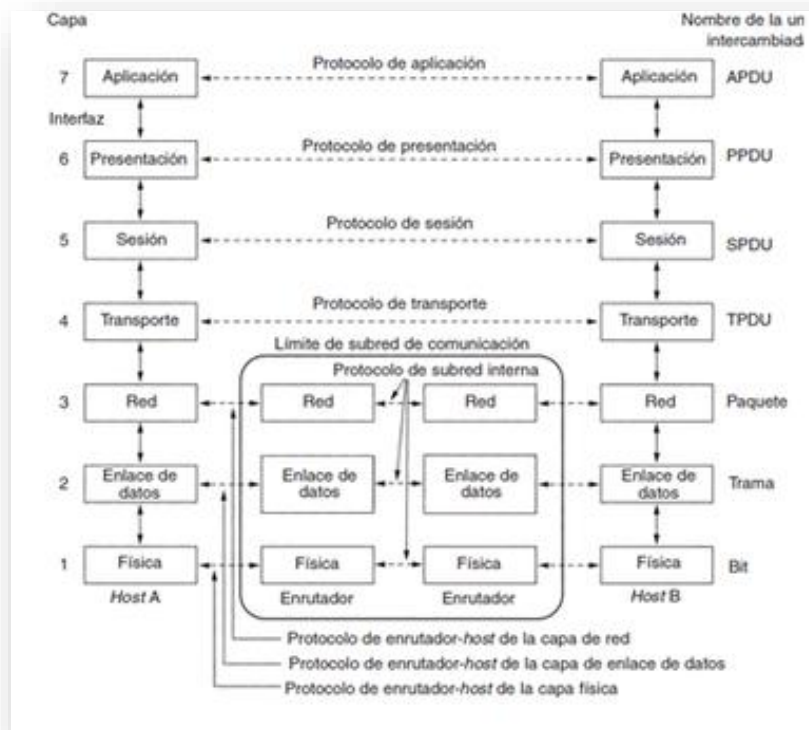 Capa
Nombre de la un
intercambiad
Protocolo de aplicación
7 Aplicación Aplicación APDU
Interfaz
Protocolo de presentación
6 Presentación Presentación PPDU
Protocolo de sesión
5 Sesión Sesión SPDU
Protocolo de transporte
4 Transporte Transporte TPDU
Límite de subred de comunicación
Protocolo de subred interna
3 Red Red Red Red Paquete
Enlace de Enlace de Enlace de Enlace de
2 datos datos datos datos Trama
1 Física Física Física Física Bit
Host A Enrutador Enrutador Host B
Protocolo de enrutador-host de la capa de red
Protocolo de enrutador-host de la capa de enlace de datos
Protocolo de enrutador-host de la capa física